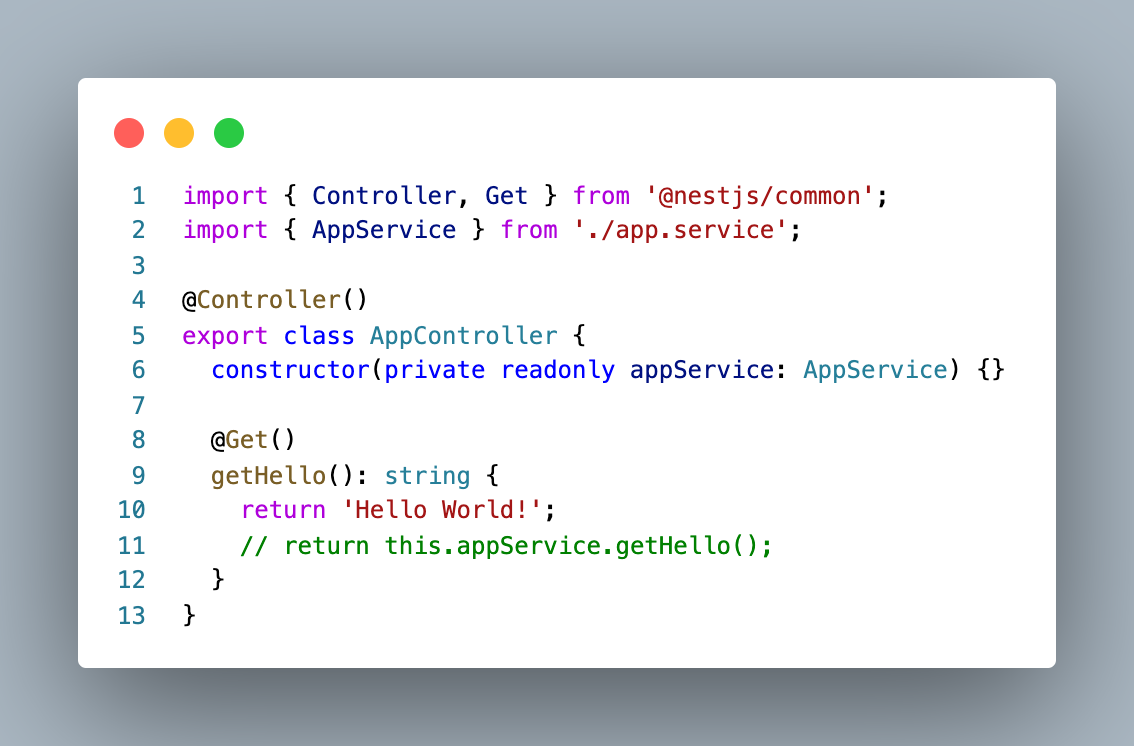 1 import { Controller, Get } from '@nestjs/common';
2 import { AppService } from './app.service';
3
4 @Controller()
5 export class AppController {
6   constructor(private readonly appService: AppService) {}
7
8   @Get()
9   getHello(): string {
10     return 'Hello World!';
11     // return this.appService.getHello();
12   }
13 }